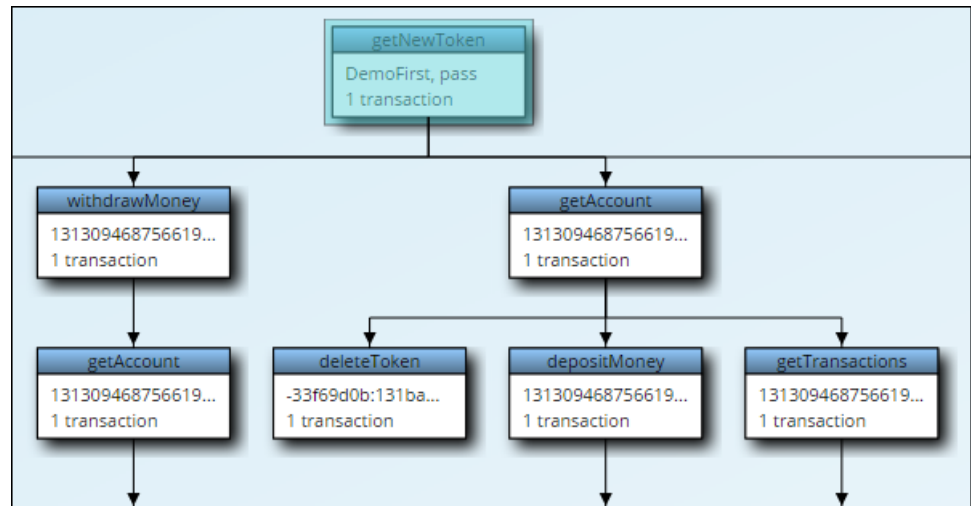 getNewToken
DemoFirst, pass
1 transaction
withdrawMoney
131309468756619...
1 transaction
getAccount
131309468756619...
1 transaction
getAccount
131309468756619...
1 transaction
deleteToken
-33f69d0b:131ba...
1 transaction
depositMoney
131309468756619...
1 transaction
getTransactions
131309468756619...
1 transaction